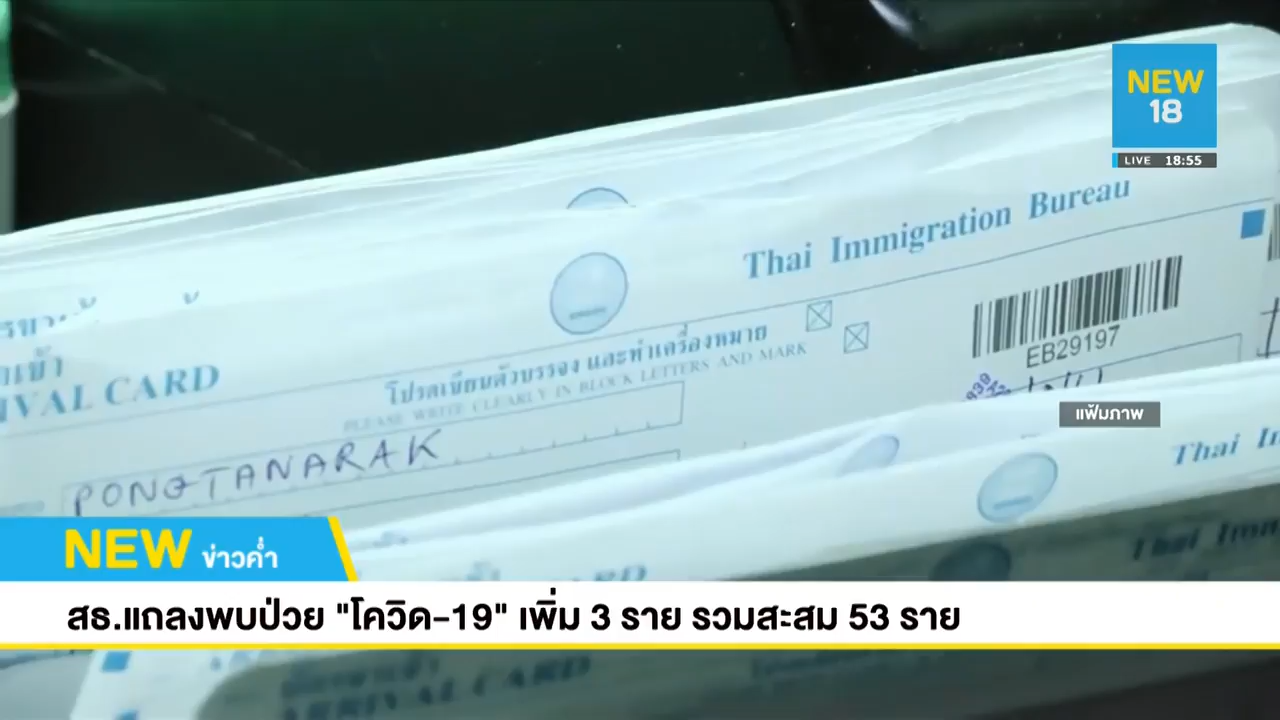 NEW
18
LIVE 18:55
Thai Immigration Bureau
โปรดเขียนตัวบรรจง และทำเครื่องหมาย
PLEASE WRITE CLEARLY IN BLOCK LETTERS AND MARK
EB29197
CARD
PONGTANARAK
แฟ้มภาพ
Thai
NEW ข่าวค่ำ
สธ.แถลงพบป่วย "โควิด-19" เพิ่ม 3 ราย รวมสะสม 53 ราย
ARRIVAL CARD